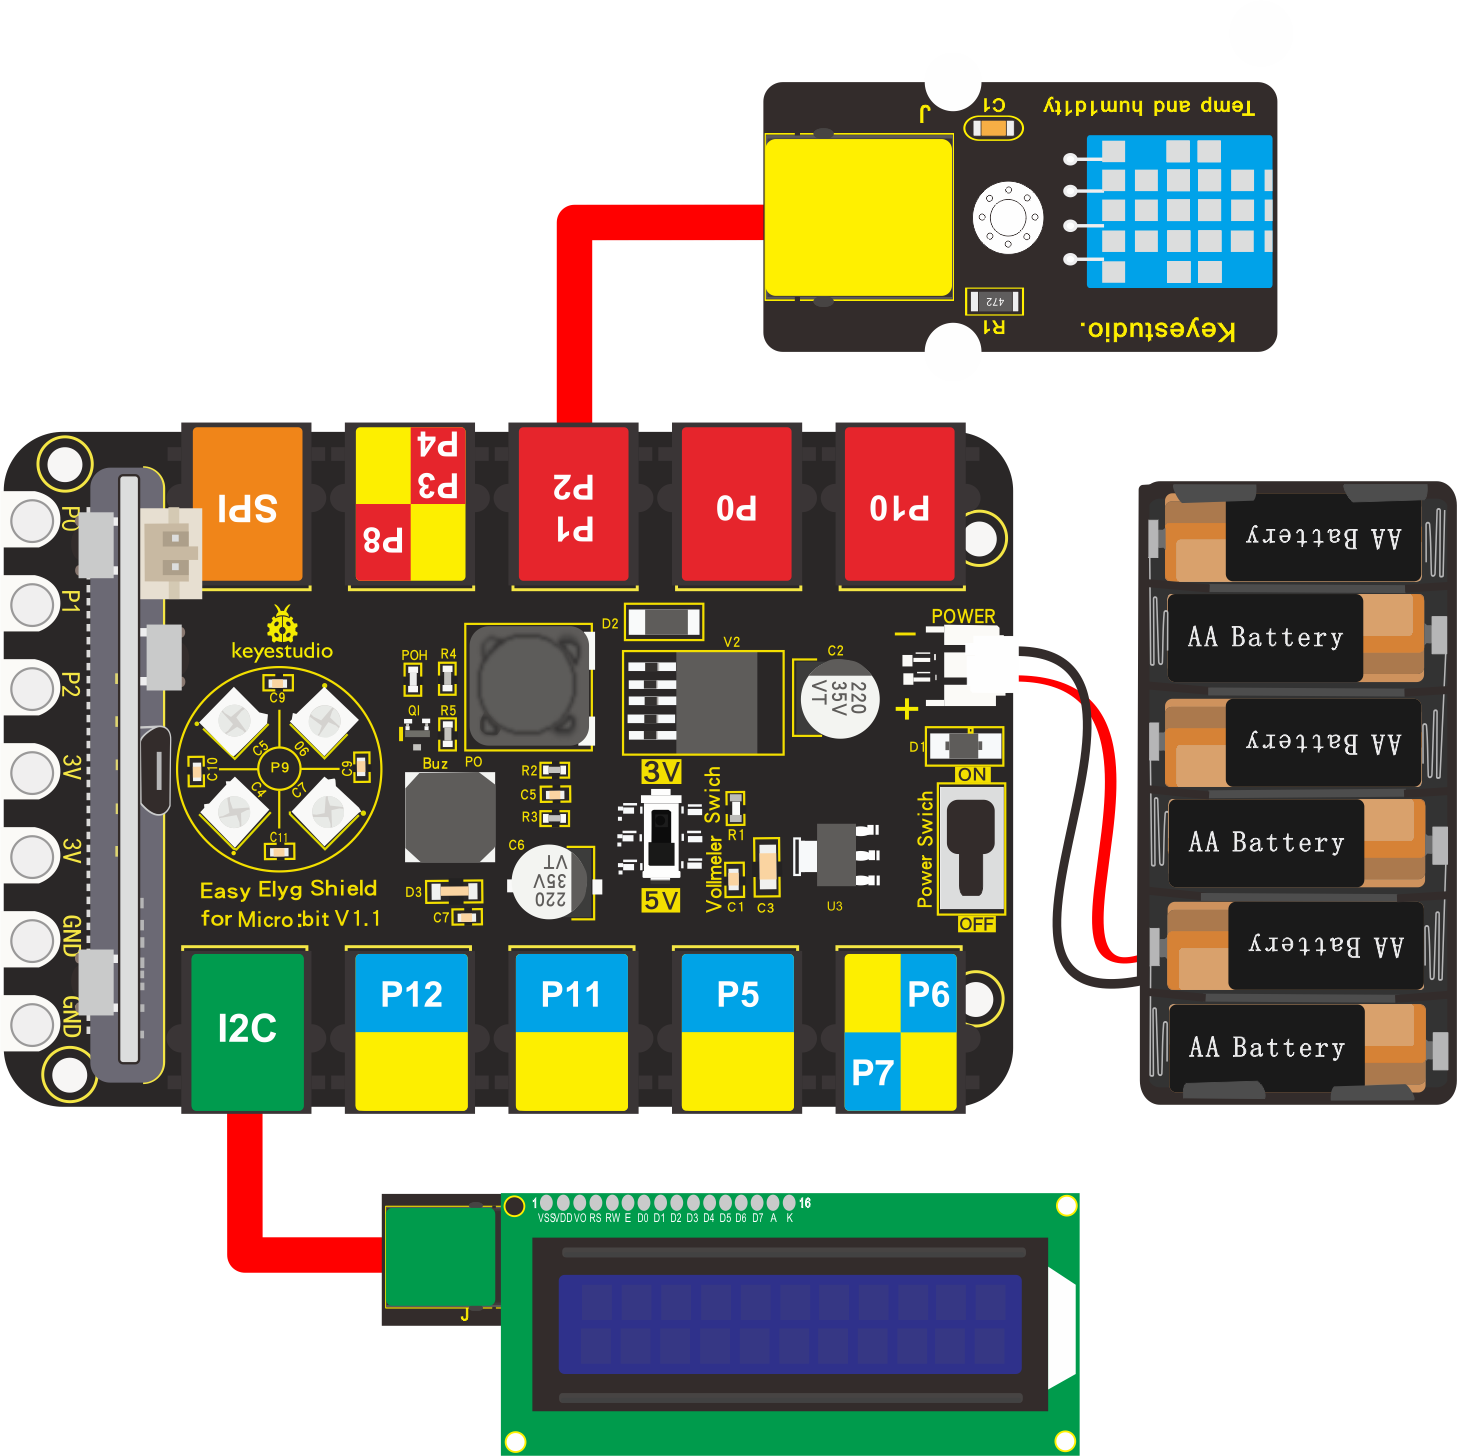 Temp and hum1d1ty
C1
J
472
R1
Keyestudio.
SPI
P4
P3
P8
P2
P1
P0
P10
P0
P1
P2
3V
3V
GND
GND
keyestudio
C9
C5
06
C10
P9
C9
C4
C7
C11
Easy Elyg Shield
for Micro:bit V1.1
POH
R4
Q1
R5
Buz
PO
R2
C5
R3
C6
220
35V
VT
D3
C7
D2
V2
C2
220
35V
VT
3V
5V
Vollmeler Swich
R1
C1
C3
U3
POWER
−
+
D1
ON
Power Swich
OFF
I2C
P12
P11
P5
P6
P7
AA Battery
AA Battery
AA Battery
AA Battery
AA Battery
AA Battery
J
1
16
VSS VDD VO RS RW E D0 D1 D2 D3 D4 D5 D6 D7 A K